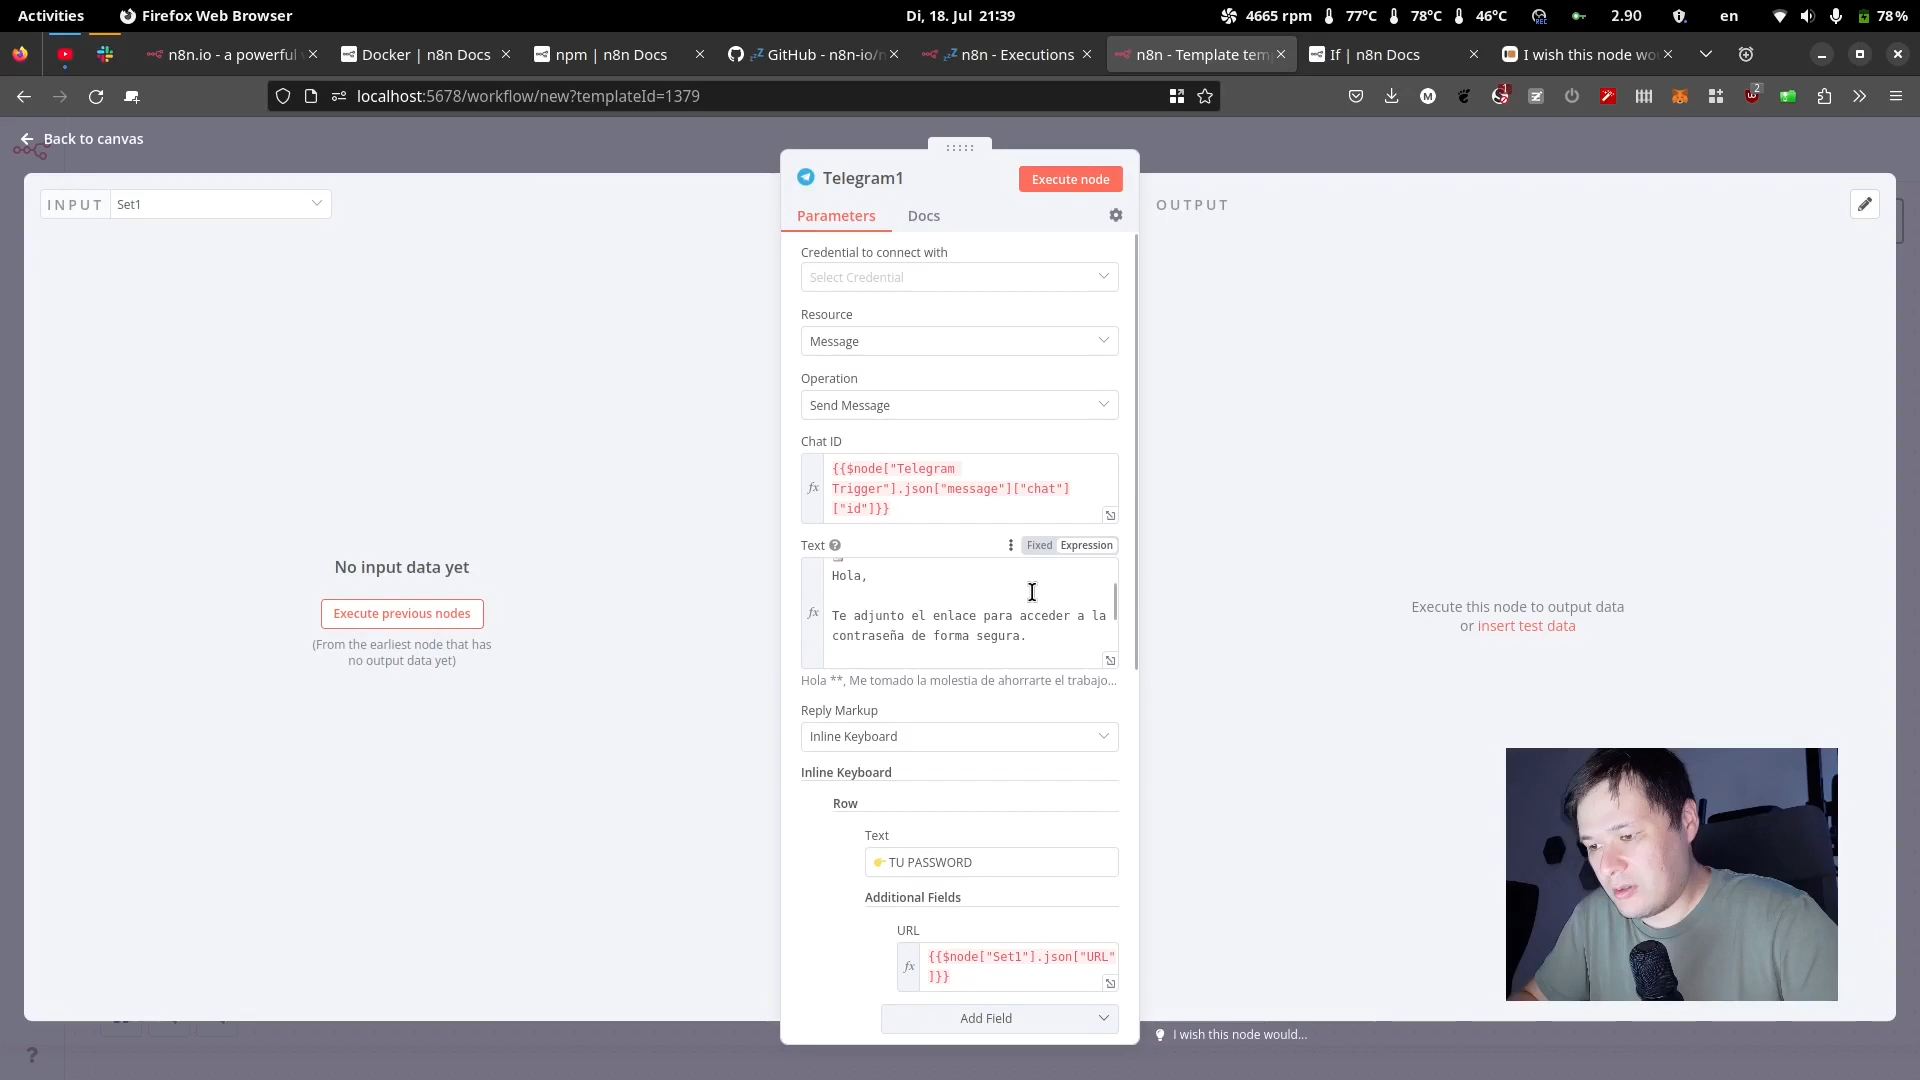 Activities
Firefox Web Browser
Di, 18. Jul 21:39
4665 rpm
77°C
78°C
46°C
2.90
en
78%
n8n.io - a powerful
Docker | n8n Docs
npm | n8n Docs
GitHub - n8n-io/n
n8n - Executions
n8n - Template tem
If | n8n Docs
I wish this node wo
localhost:5678/workflow/new?templateId=1379
1
2
Back to canvas
Telegram1
Execute node
INPUT
Set1
OUTPUT
Parameters
Docs
Credential to connect with
Select Credential
Resource
Message
Operation
Send Message
Chat ID
fx
{{$node["Telegram
Trigger"].json["message"]["chat"]
["id"]}}
Text
Fixed
Expression
fx
Hola,
Te adjunto el enlace para acceder a la
contraseña de forma segura.
Hola **, Me tomado la molestia de ahorrarte el trabajo...
Reply Markup
Inline Keyboard
Inline Keyboard
Row
Text
👉 TU PASSWORD
Additional Fields
URL
fx
{{$node["Set1"].json["URL"
]}}
Add Field
No input data yet
Execute previous nodes
(From the earliest node that has
no output data yet)
Execute this node to output data
or insert test data
I wish this node would...